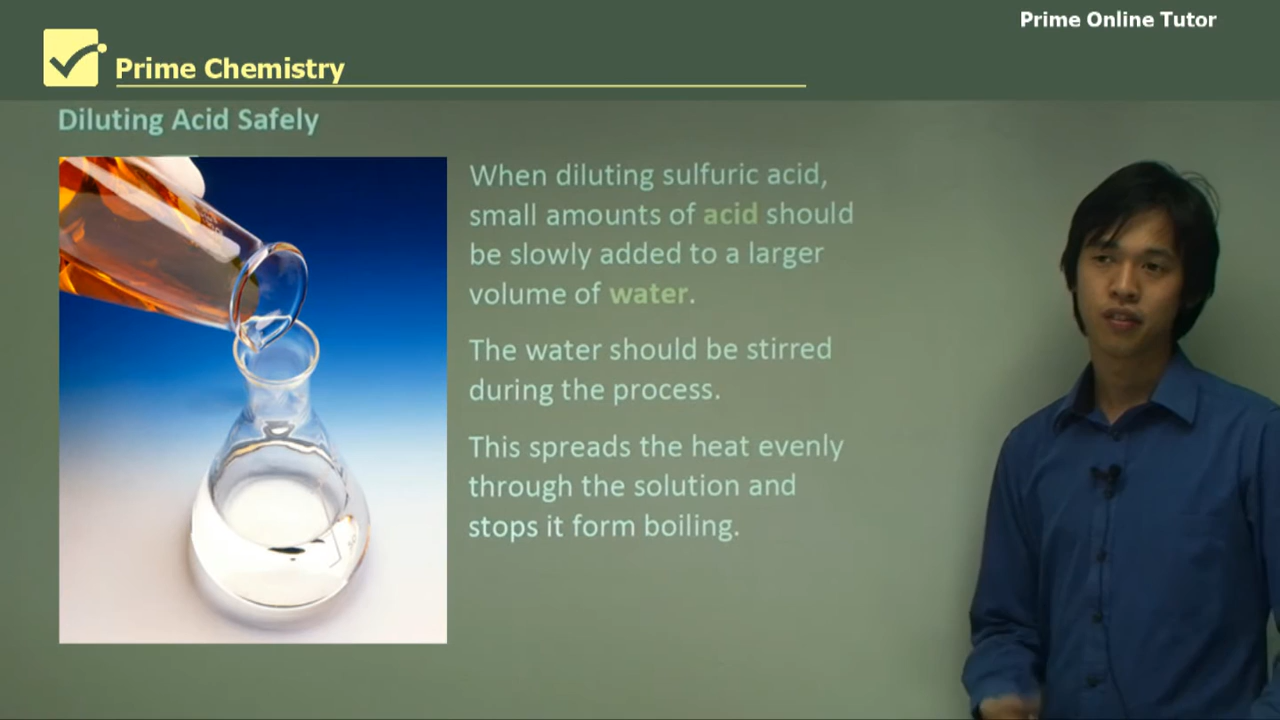 Prime Online Tutor
Prime Chemistry
Diluting Acid Safely
When diluting sulfuric acid,
small amounts of acid should
be slowly added to a larger
volume of water.
The water should be stirred
during the process.
This spreads the heat evenly
through the solution and
stops it form boiling.